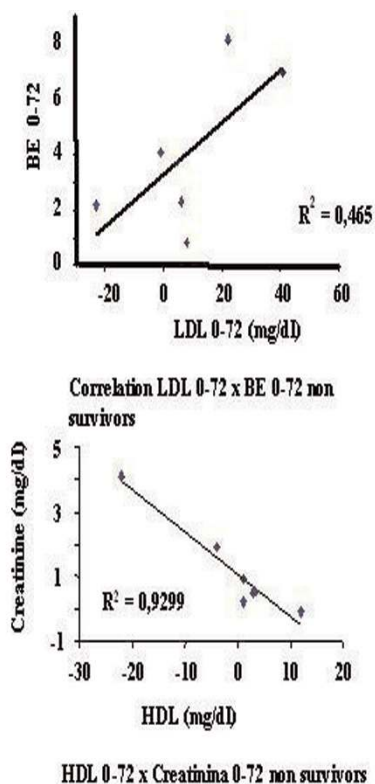 8
6
4
2
0
BE 0-72
R² = 0,465
-20 0 20 40 60
LDL 0-72 (mg/dl)
Correlation LDL 0-72 x BE 0-72 non
survivors
5
3
1
-1
Creatinine (mg/dl)
R² = 0,9299
-30 -20 -10 0 10 20
HDL (mg/dl)
HDL 0-72 x Creatinina 0-72 non survivors